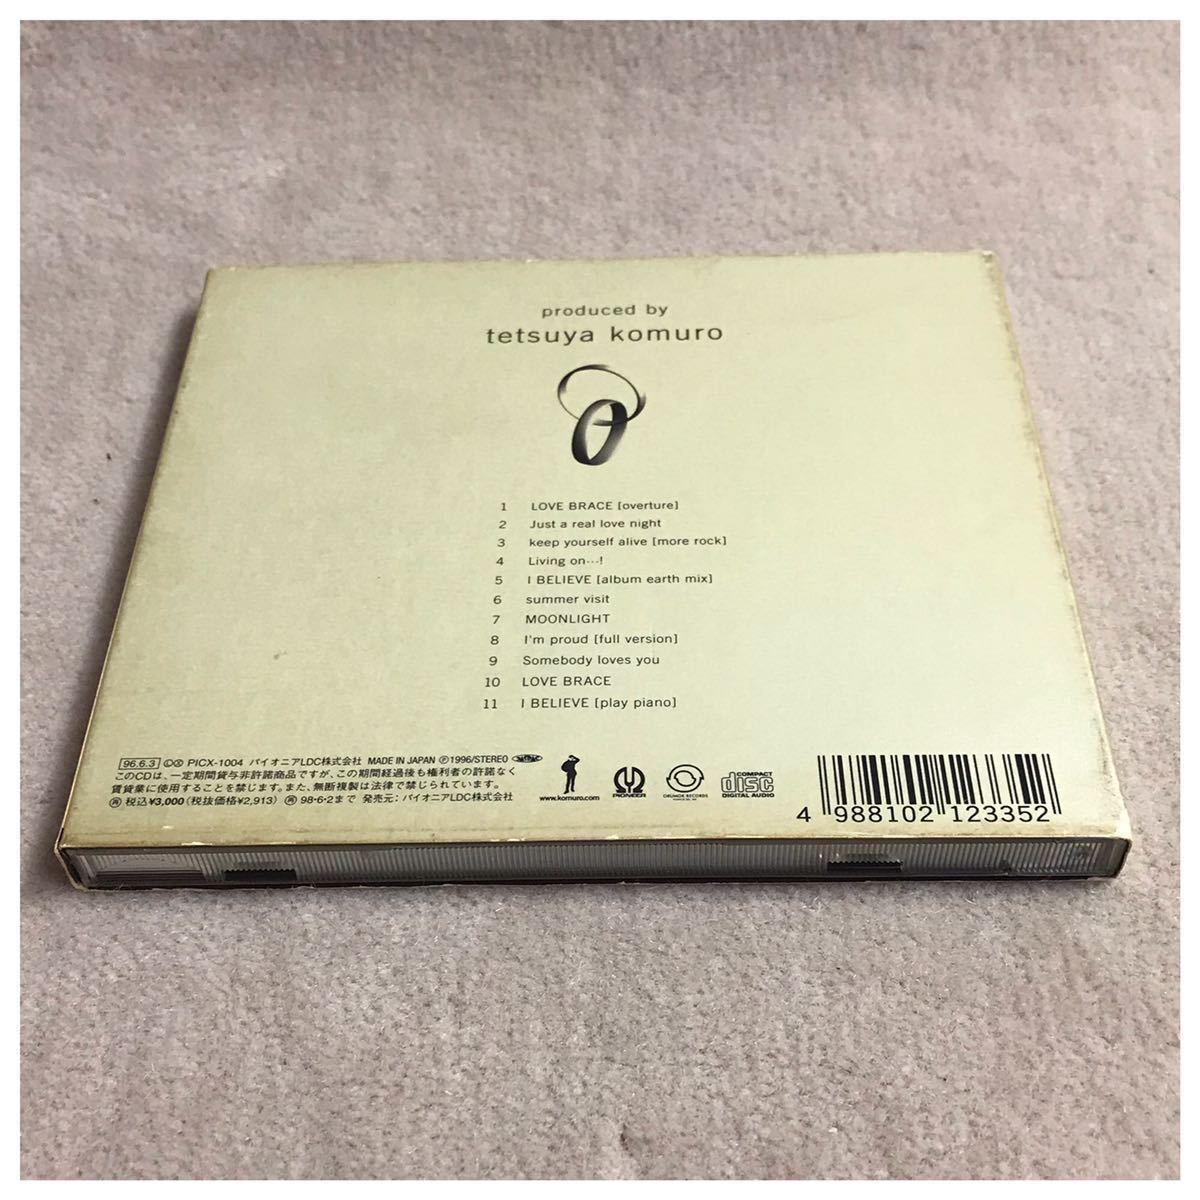 produced by
tetsuya komuro
1 LOVE BRACE [overture]
2 Just a real love night
3 keep yourself alive [more rock]
4 Living on…!
5 I BELIEVE [album earth mix]
6 summer visit
7 MOONLIGHT
8 I'm proud [full version]
9 Somebody loves you
10 LOVE BRACE
11 I BELIEVE [play piano]
96.6.3 ⓁⓍ PICX-1004 パイオニアLDC株式会社 MADE IN JAPAN Ⓟ1996/STEREO
このCDは、一定期間貸与非許諾商品ですが、この期間経過後も権利者の許諾なく
賃貸業に使用することを禁じます。また、無断複製は法律で禁じられています。
㊢税込¥3,000(税抜価格¥2,913) ㊢98・6・2まで 発売元:パイオニアLDC株式会社
www.komuro.com
PIONEER
ORUMOK RECORDS
COMPACT
disc
DIGITAL AUDIO
4 988102 123352